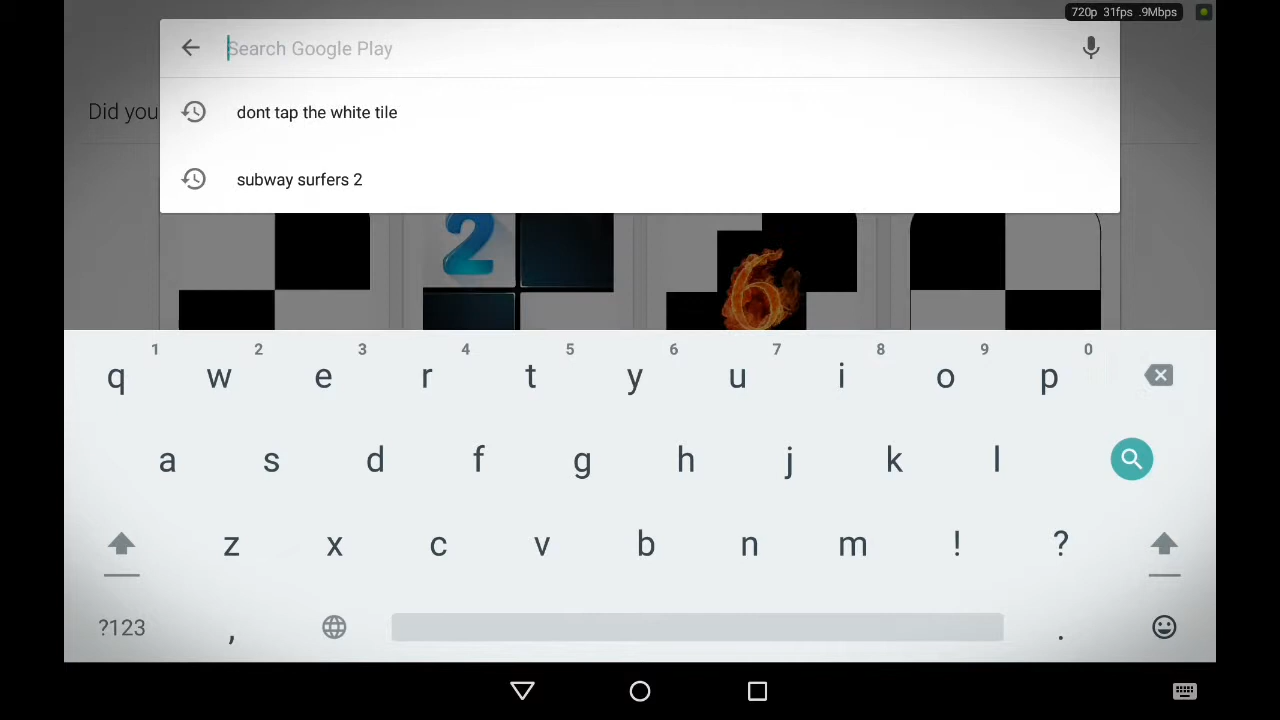 720p 31fps .9Mbps
Search Google Play
Did you
dont tap the white tile
subway surfers 2
2
6
1 2 3 4 5 6 7 8 9 0
q w e r t y u i o p
a s d f g h j k l
z x c v b n m ! ?
?123 , .